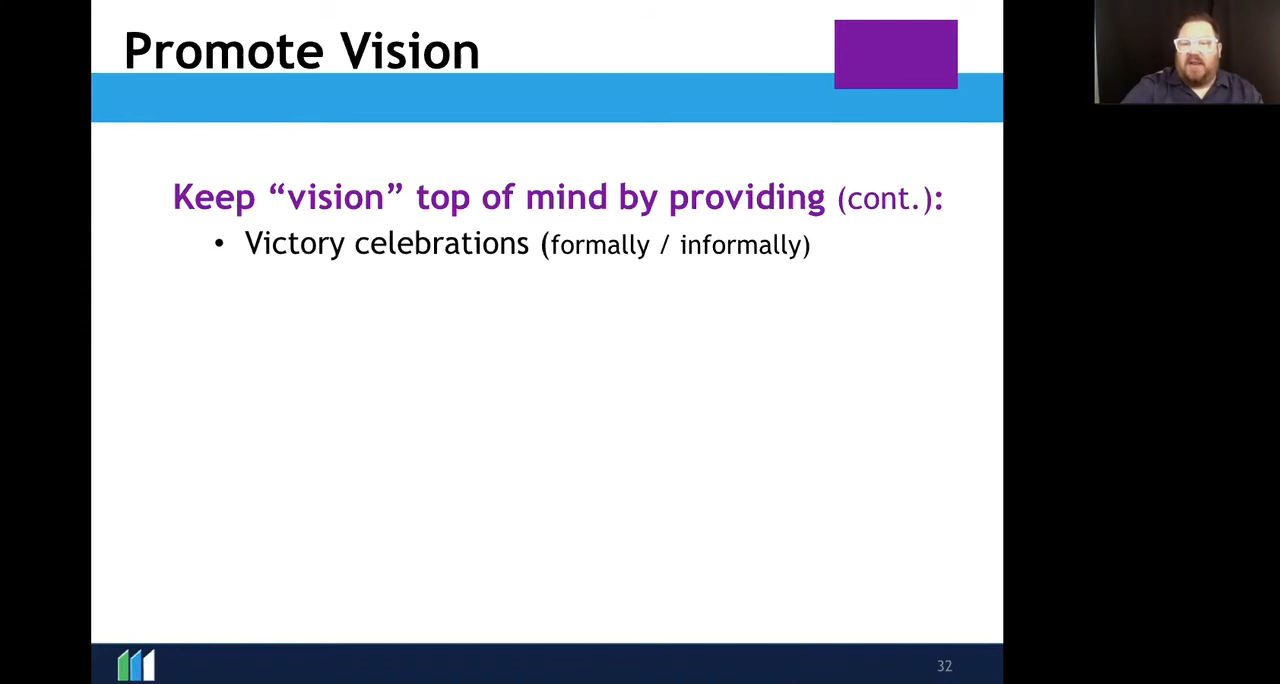 Promote Vision
Keep “vision” top of mind by providing (cont.):
• Victory celebrations (formally / informally)
32